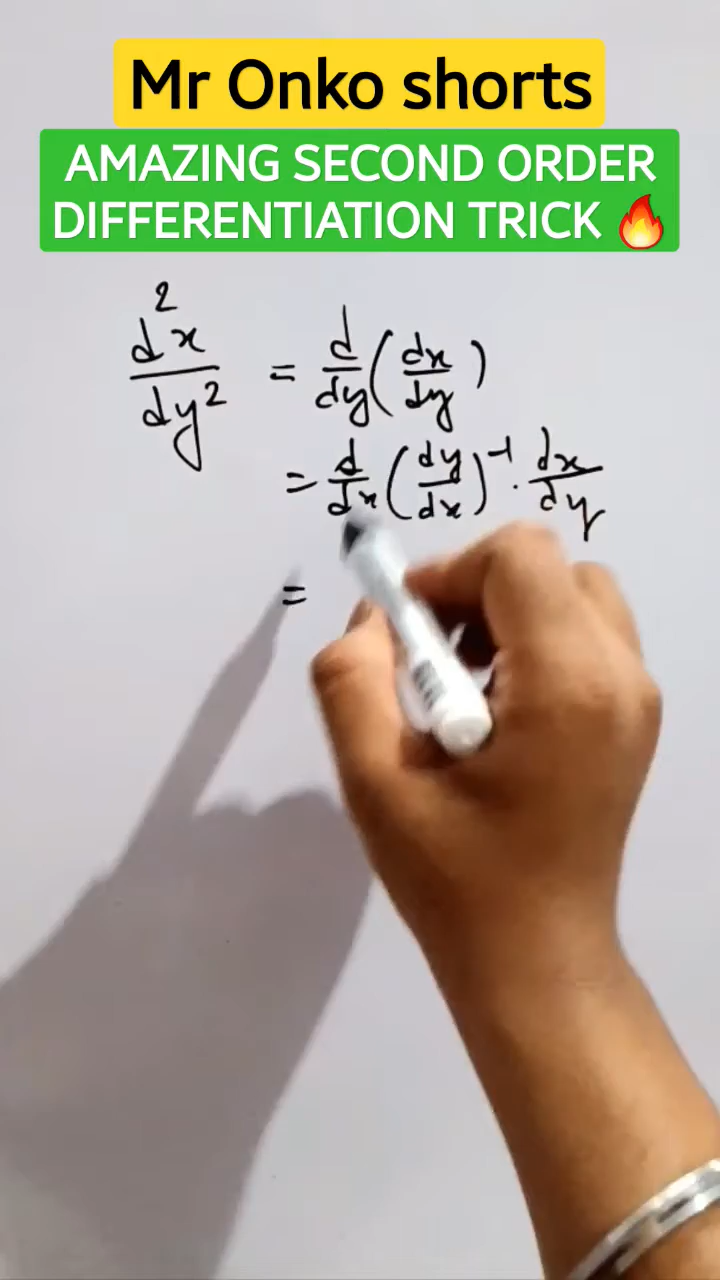 Mr Onko shorts
AMAZING SECOND ORDER
DIFFERENTIATION TRICK 🔥
d²x/dy² = d/dy (dx/dy)
= d/dx (dy/dx)⁻¹ · dx/dy
=